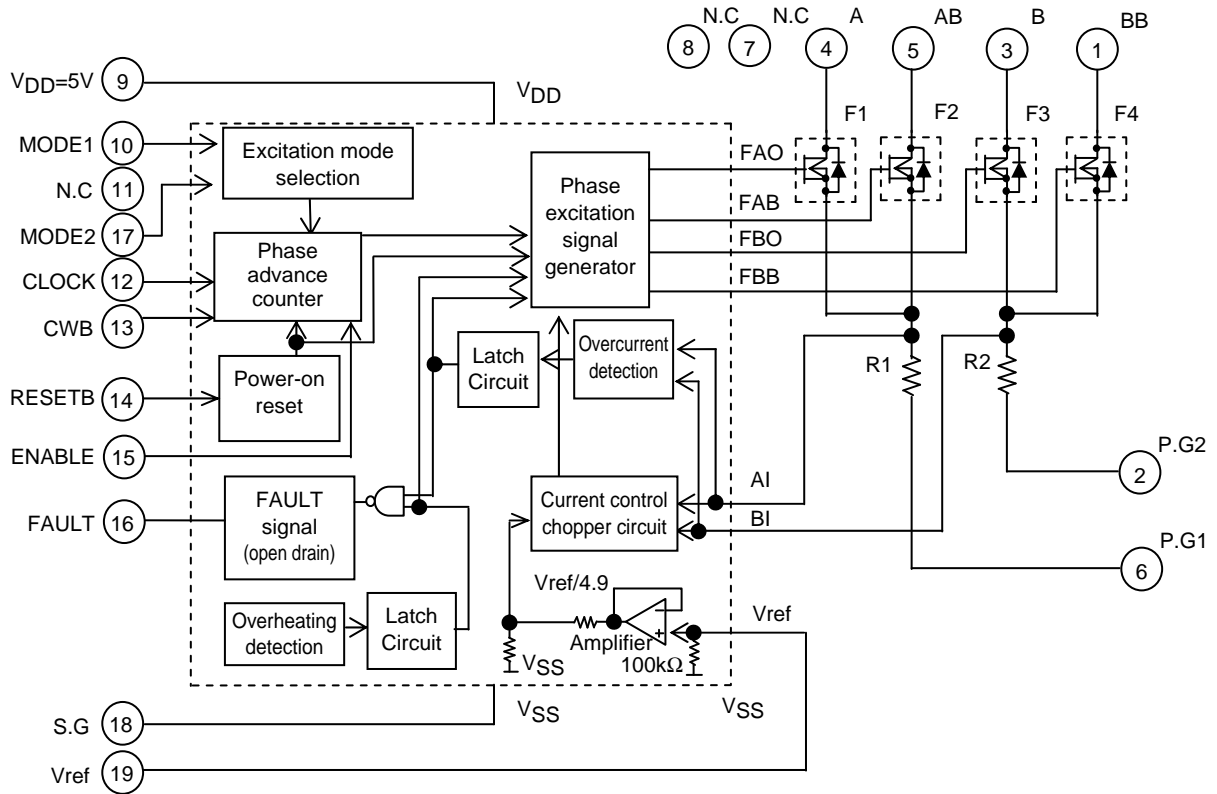 N.C
N.C
A
AB
B
BB
8
7
4
5
3
1
VDD=5V
9
VDD
MODE1
10
N.C
11
MODE2
17
CLOCK
12
CWB
13
RESETB
14
ENABLE
15
FAULT
16
Excitation mode
selection
Phase
advance
counter
Power-on
reset
Phase
excitation
signal
generator
FAO
FAB
FBO
FBB
F1
F2
F3
F4
Latch
Circuit
Overcurrent
detection
R1
R2
P.G2
2
P.G1
6
FAULT
signal
(open drain)
Current control
chopper circuit
AI
BI
Overheating
detection
Latch
Circuit
Vref/4.9
Amplifier
100kΩ
Vref
VSS
VSS
VSS
S.G
18
Vref
19